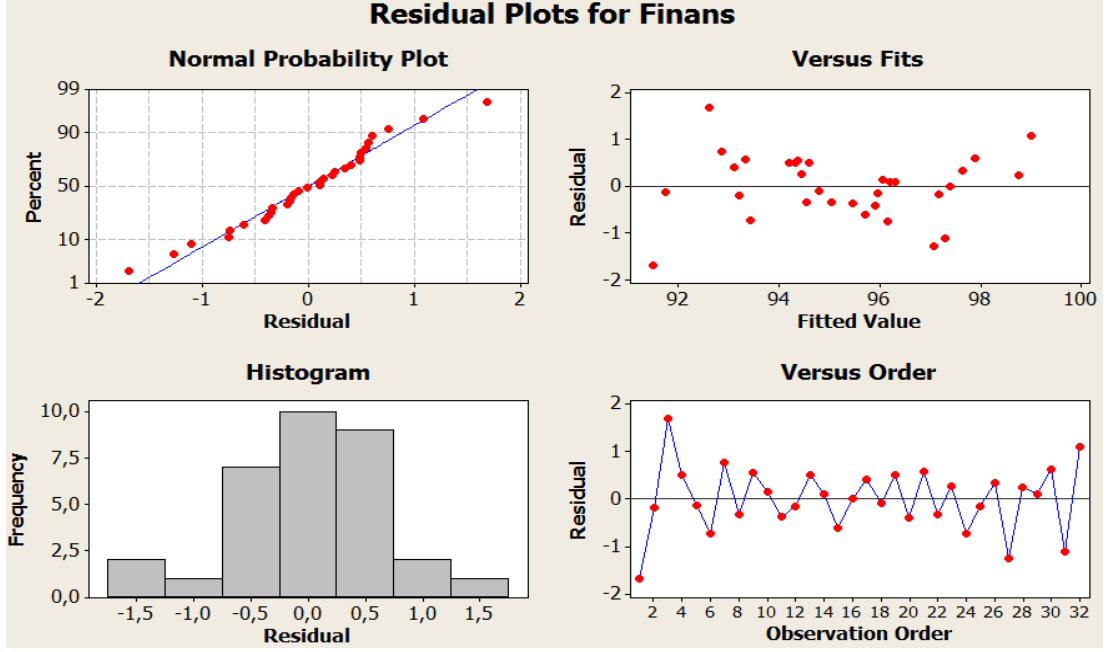 Residual Plots for Finans
Normal Probability Plot
99
90
50
10
1
Percent
-2 -1 0 1 2
Residual
Versus Fits
2
1
0
-1
-2
Residual
92 94 96 98 100
Fitted Value
Histogram
10,0
7,5
5,0
2,5
0,0
Frequency
-1,5 -1,0 -0,5 0,0 0,5 1,0 1,5
Residual
Versus Order
2
1
0
-1
-2
Residual
2 4 6 8 10 12 14 16 18 20 22 24 26 28 30 32
Observation Order